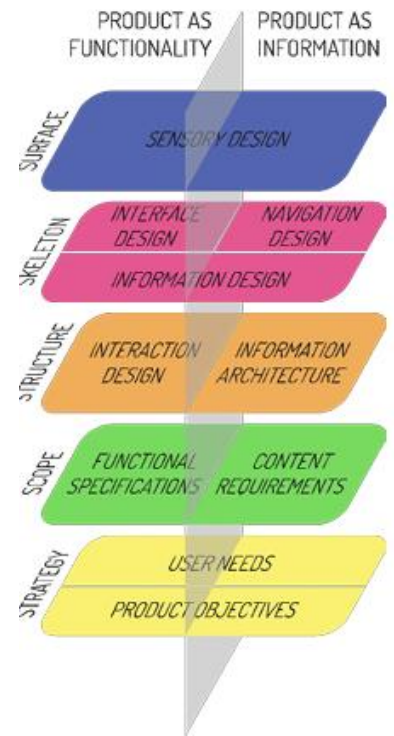 PRODUCT AS
FUNCTIONALITY
PRODUCT AS
INFORMATION
SURFACE
SENSORY DESIGN
SKELETON
INTERFACE
DESIGN
NAVIGATION
DESIGN
INFORMATION DESIGN
STRUCTURE
INTERACTION
DESIGN
INFORMATION
ARCHITECTURE
SCOPE
FUNCTIONAL
SPECIFICATIONS
CONTENT
REQUIREMENTS
STRATEGY
USER NEEDS
PRODUCT OBJECTIVES